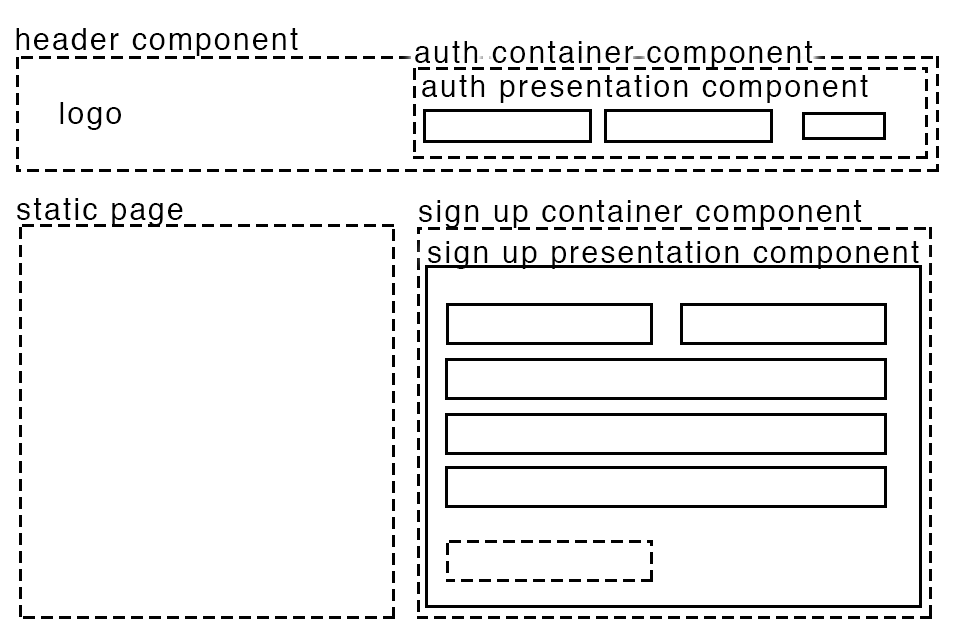 header component
auth container component
auth presentation component
logo
static page
sign up container component
sign up presentation component